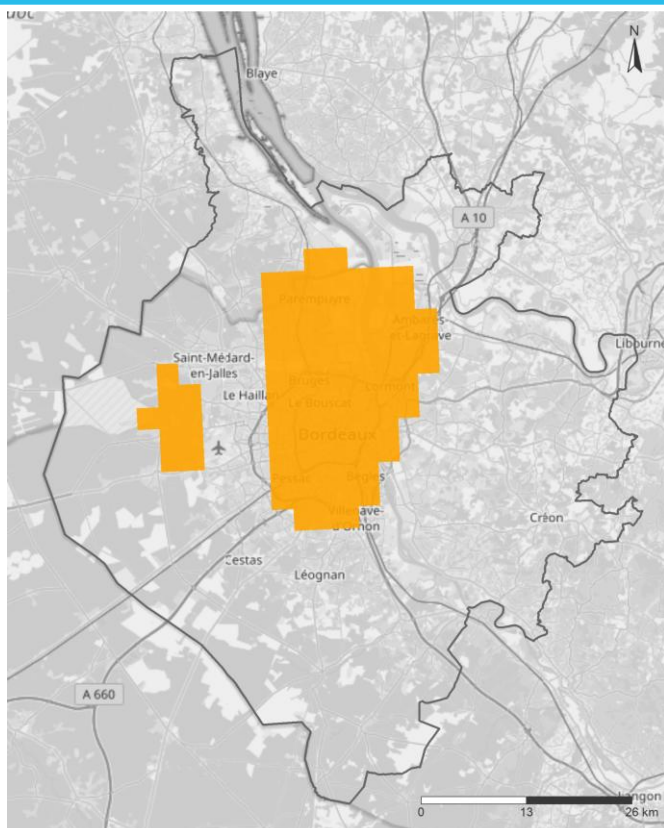 N
Blaye
A 10
Parempuyre
Ambarès-
et-Lagrave
Libourne
Saint-Médard-
en-Jalles
Bruges
Lormont
Le Haillan
Le Bouscat
Bordeaux
Pessac
Bègles
Villenave-
d'Ornon
Créon
Cestas
Léognan
A 660
Langon
0
13
26 km